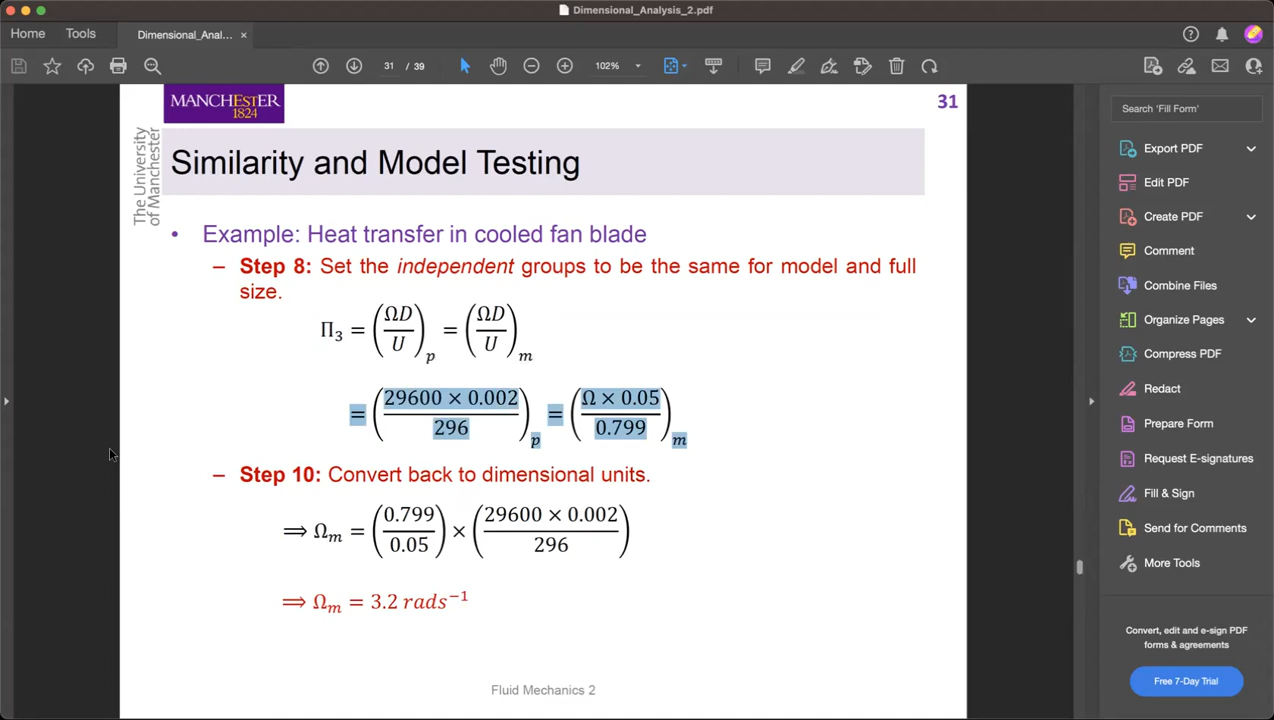 Dimensional_Analysis_2.pdf
Home Tools Dimensional_Anal... ×
31 / 39 102%
MANCHESTER
1824
The University
of Manchester
31
Similarity and Model Testing
• Example: Heat transfer in cooled fan blade
– Step 8: Set the independent groups to be the same for model and full
size.
Π₃ = (ΩD/U)ₚ = (ΩD/U)ₘ
= (29600 × 0.002/296)ₚ = (Ω × 0.05/0.799)ₘ
– Step 10: Convert back to dimensional units.
⟹ Ωₘ = (0.799/0.05) × (29600 × 0.002/296)
⟹ Ωₘ = 3.2 rads⁻¹
Fluid Mechanics 2
Search 'Fill Form'
Export PDF
Edit PDF
Create PDF
Comment
Combine Files
Organize Pages
Compress PDF
Redact
Prepare Form
Request E-signatures
Fill & Sign
Send for Comments
More Tools
Convert, edit and e-sign PDF
forms & agreements
Free 7-Day Trial